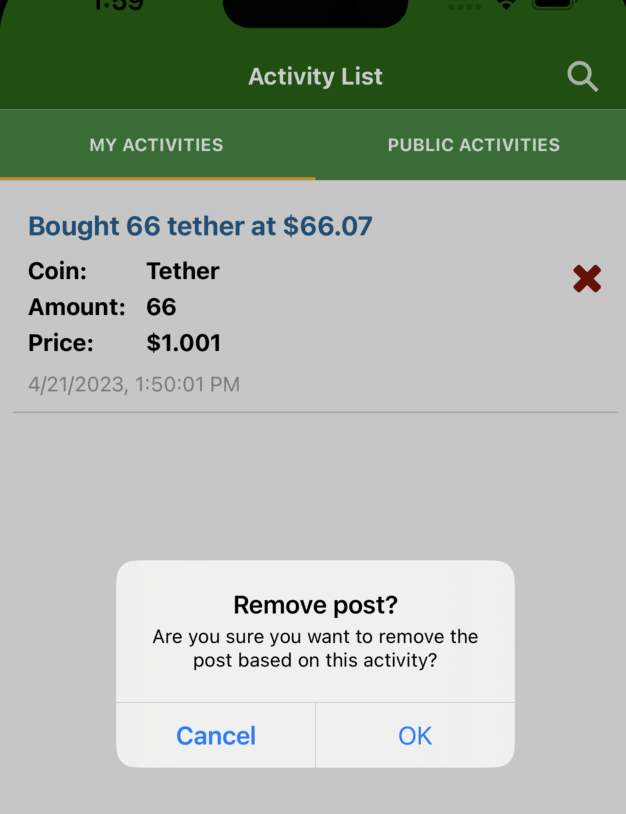 1:59
Activity List
MY ACTIVITIES PUBLIC ACTIVITIES
Bought 66 tether at $66.07
Coin: Tether
Amount: 66
Price: $1.001
4/21/2023, 1:50:01 PM
Remove post?
Are you sure you want to remove the
post based on this activity?
Cancel OK